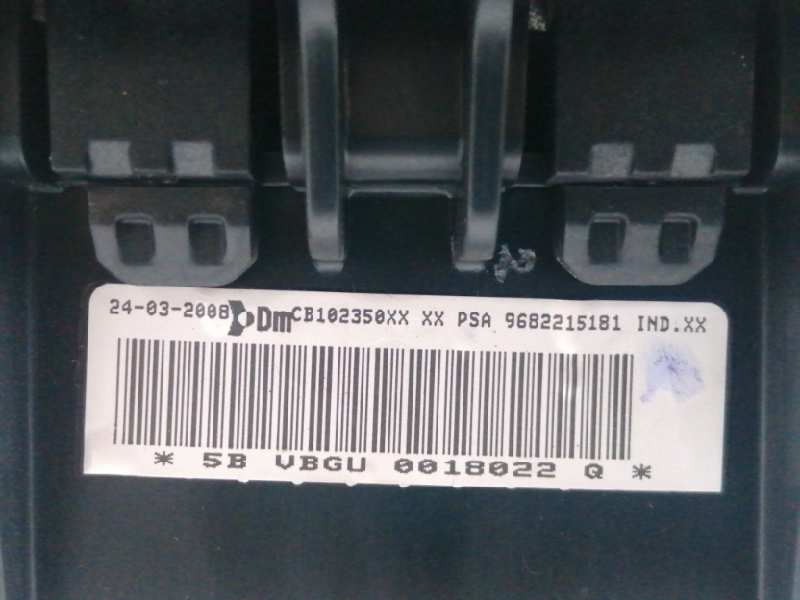 24-03-2008 Dm CB102350XX XX PSA 9682215181 IND.XX
* 5B VBGU 0018022 Q *